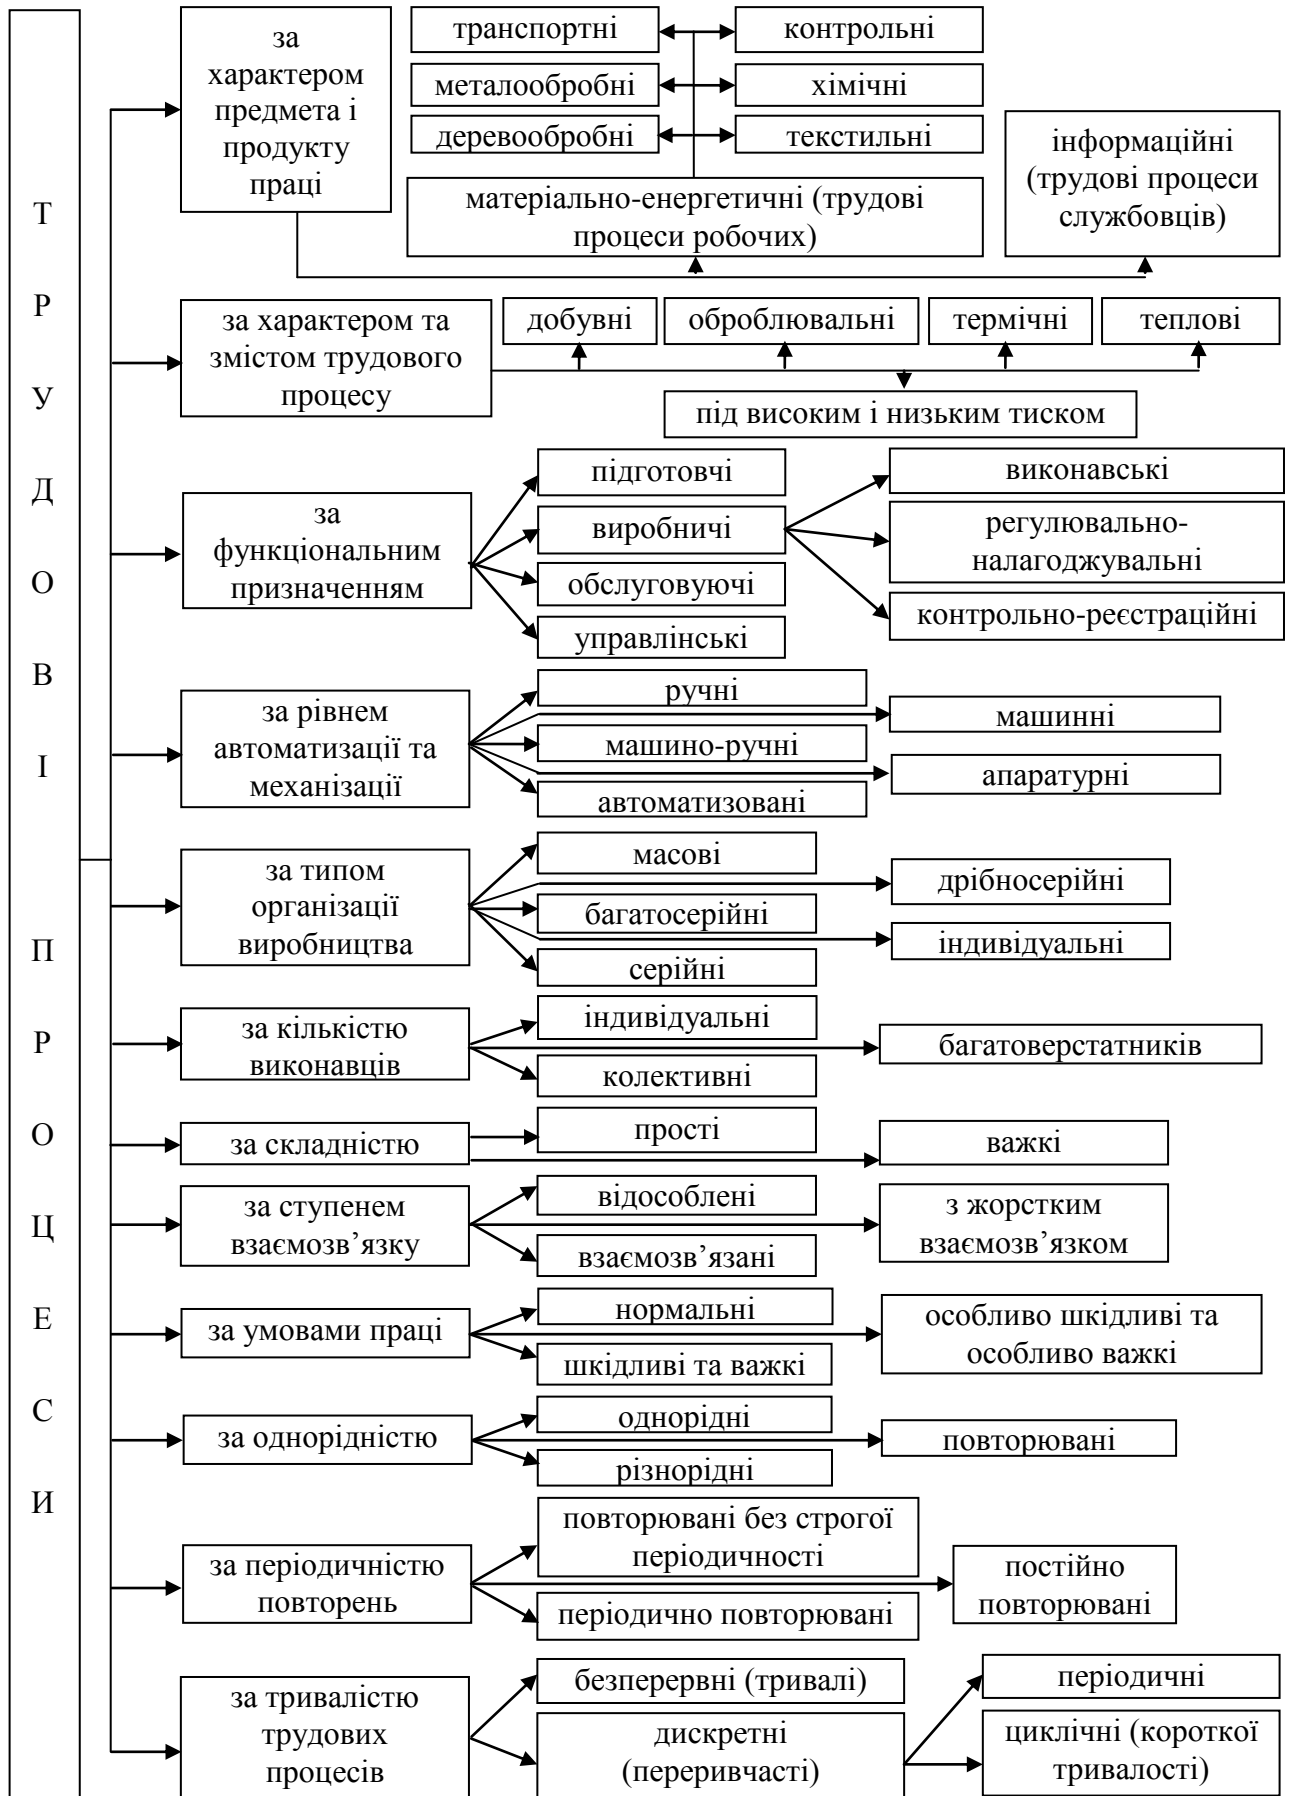 ТРУДОВІ ПРОЦЕСИ
за
характером
предмета і
продукту
праці
транспортні
контрольні
металообробні
хімічні
деревообробні
текстильні
матеріально-енергетичні (трудові
процеси робочих)
інформаційні
(трудові процеси
службовців)
за характером та
змістом трудового
процесу
добувні
оброблювальні
термічні
теплові
під високим і низьким тиском
за
функціональним
призначенням
підготовчі
виробничі
обслуговуючі
управлінські
виконавські
регулювально-
налагоджувальні
контрольно-реєстраційні
за рівнем
автоматизації та
механізації
ручні
машинні
машино-ручні
апаратурні
автоматизовані
за типом
організації
виробництва
масові
дрібносерійні
багатосерійні
індивідуальні
серійні
за кількістю
виконавців
індивідуальні
багатоверстатників
колективні
за складністю
прості
важкі
за ступенем
взаємозв’язку
відособлені
з жорстким
взаємозв’язком
взаємозв’язані
за умовами праці
нормальні
особливо шкідливі та
особливо важкі
шкідливі та важкі
за однорідністю
однорідні
повторювані
різнорідні
за періодичністю
повторень
повторювані без строгої
періодичності
постійно
повторювані
періодично повторювані
за тривалістю
трудових
процесів
безперервні (тривалі)
дискретні
(переривчасті)
періодичні
циклічні (короткої
тривалості)